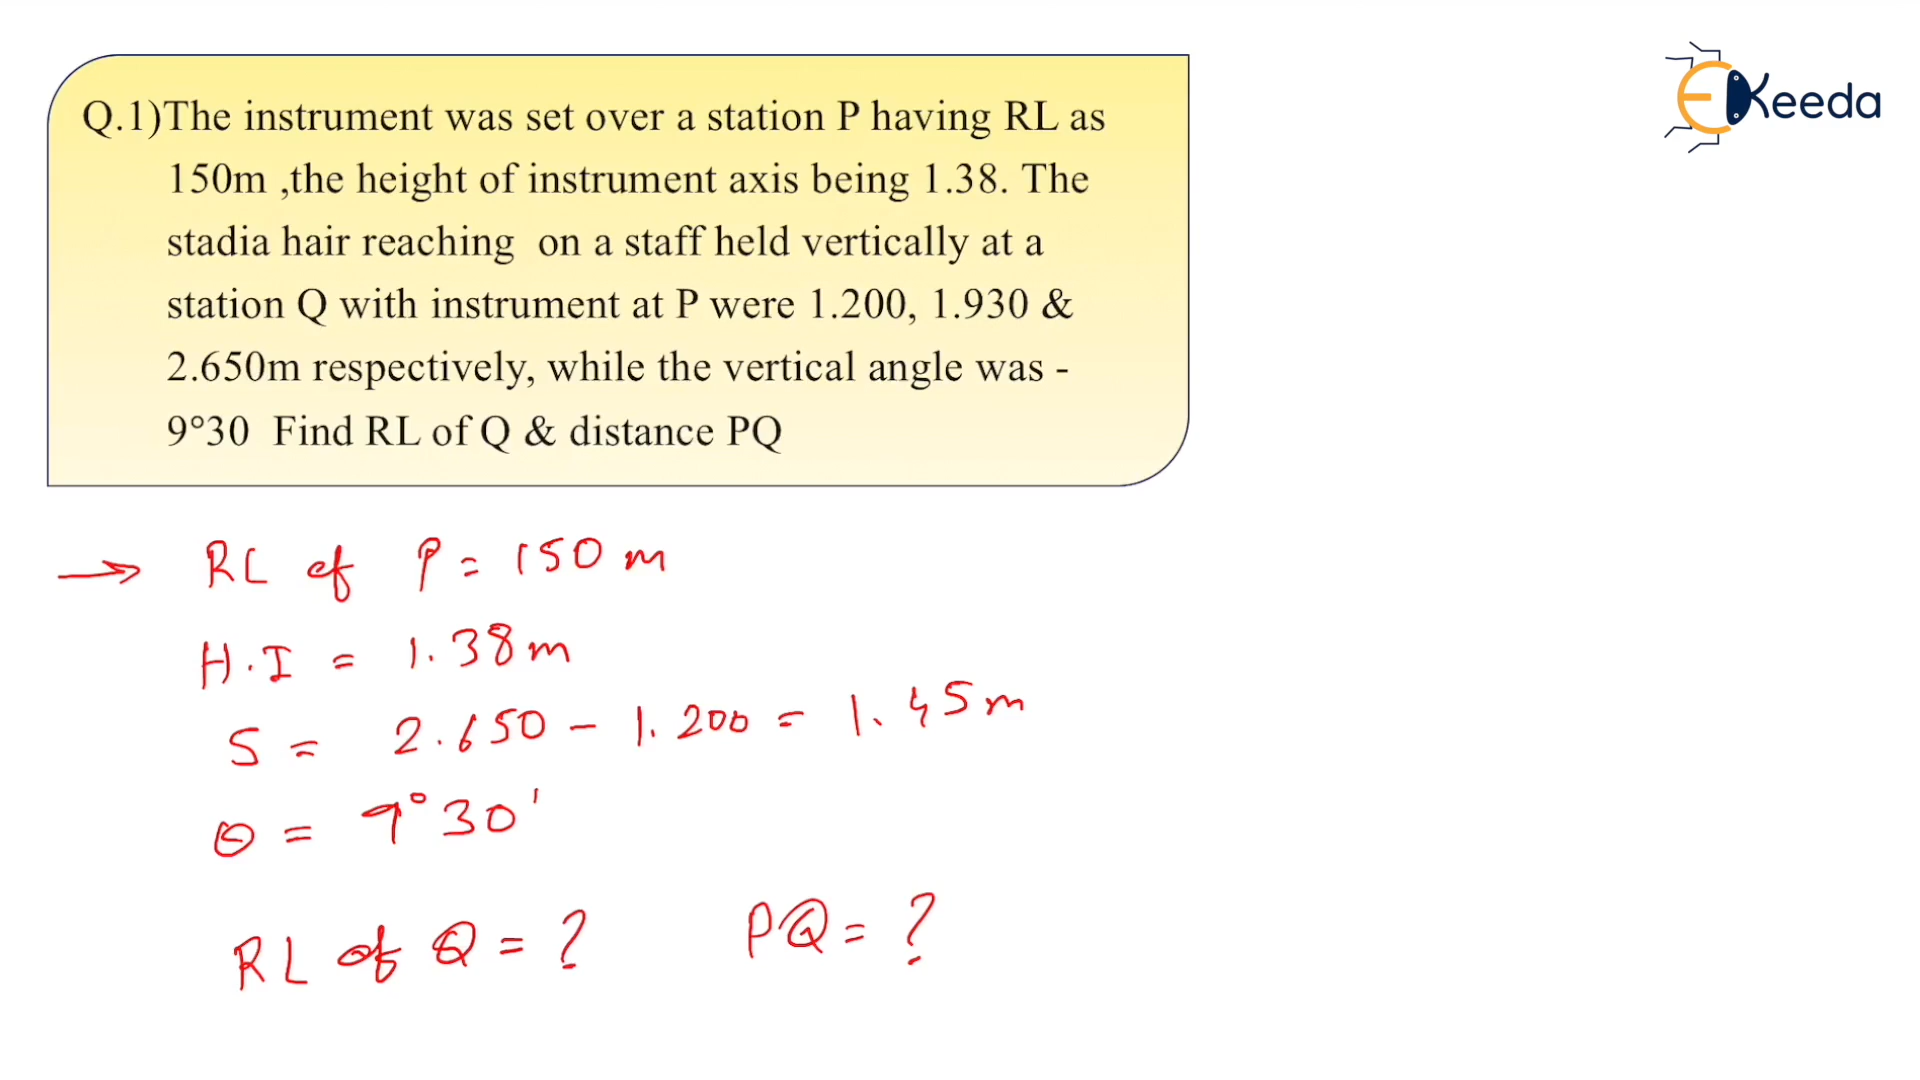 Q.1)The instrument was set over a station P having RL as
150m ,the height of instrument axis being 1.38. The
stadia hair reaching on a staff held vertically at a
station Q with instrument at P were 1.200, 1.930 &
2.650m respectively, while the vertical angle was -
9°30 Find RL of Q & distance PQ
EKeeda
→ RL of P = 150 m
H.I = 1.38 m
S = 2.650 - 1.200 = 1.45 m
θ = 9°30'
RL of Q = ? PQ = ?